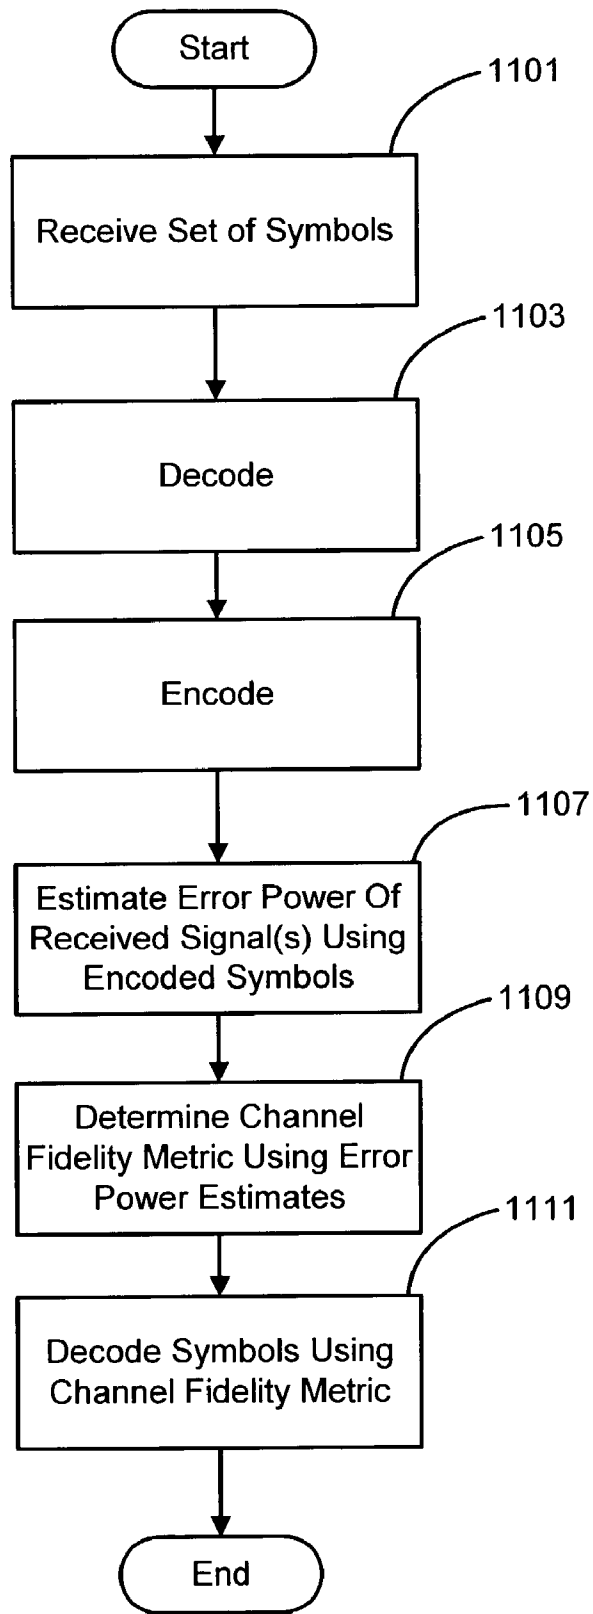 Start
1101
Receive Set of Symbols
1103
Decode
1105
Encode
1107
Estimate Error Power Of
Received Signal(s) Using
Encoded Symbols
1109
Determine Channel
Fidelity Metric Using Error
Power Estimates
1111
Decode Symbols Using
Channel Fidelity Metric
End